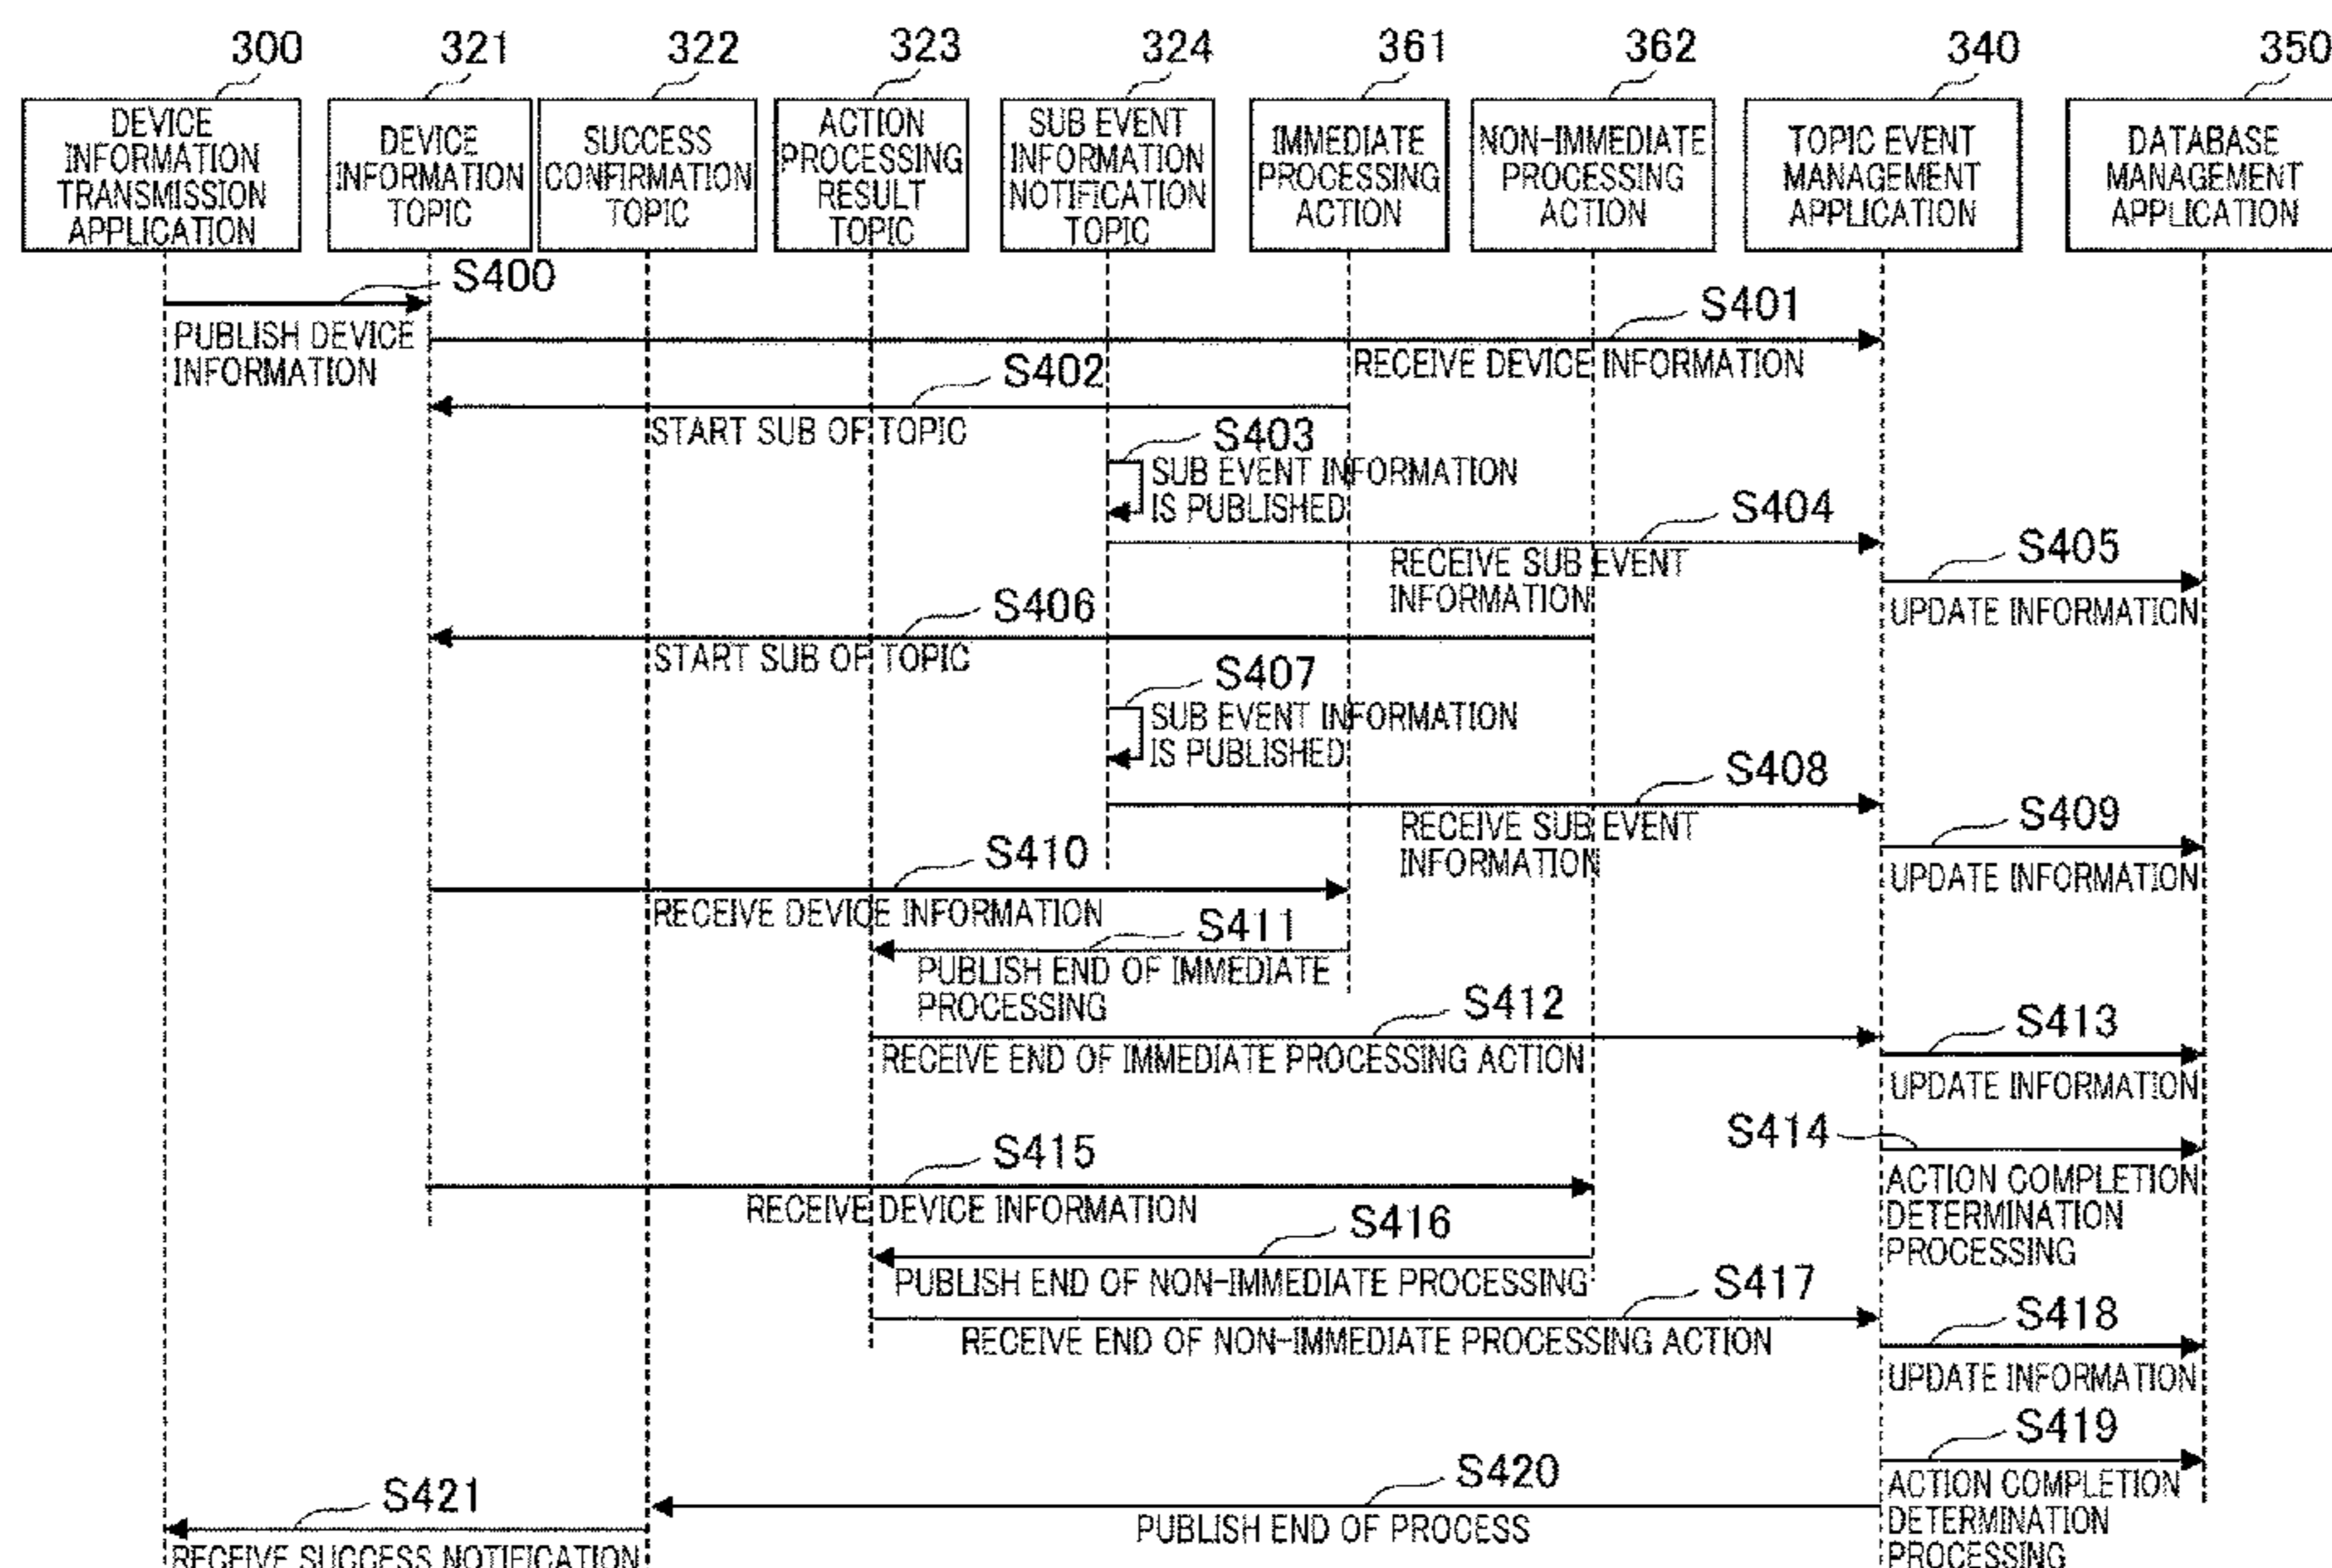 300
321
322
323
324
361
362
340
350
DEVICE
INFORMATION
TRANSMISSION
APPLICATION
DEVICE
INFORMATION
TOPIC
SUCCESS
CONFIRMATION
TOPIC
ACTION
PROCESSING
RESULT
TOPIC
SUB EVENT
INFORMATION
NOTIFICATION
TOPIC
IMMEDIATE
PROCESSING
ACTION
NON-IMMEDIATE
PROCESSING
ACTION
TOPIC EVENT
MANAGEMENT
APPLICATION
DATABASE
MANAGEMENT
APPLICATION
S400
PUBLISH DEVICE
INFORMATION
S401
RECEIVE DEVICE INFORMATION
S402
START SUB OF TOPIC
S403
SUB EVENT INFORMATION
IS PUBLISHED
S404
RECEIVE SUB EVENT
INFORMATION
S405
UPDATE INFORMATION
S406
START SUB OF TOPIC
S407
SUB EVENT INFORMATION
IS PUBLISHED
S408
RECEIVE SUB EVENT
INFORMATION
S409
UPDATE INFORMATION
S410
RECEIVE DEVICE INFORMATION
S411
PUBLISH END OF IMMEDIATE
PROCESSING
S412
RECEIVE END OF IMMEDIATE PROCESSING ACTION
S413
UPDATE INFORMATION
S414
ACTION COMPLETION
DETERMINATION
PROCESSING
S415
RECEIVE DEVICE INFORMATION
S416
PUBLISH END OF NON-IMMEDIATE PROCESSING
S417
RECEIVE END OF NON-IMMEDIATE PROCESSING ACTION
S418
UPDATE INFORMATION
S419
ACTION COMPLETION
DETERMINATION
PROCESSING
S420
PUBLISH END OF PROCESS
S421
RECEIVE SUCCESS NOTIFICATION